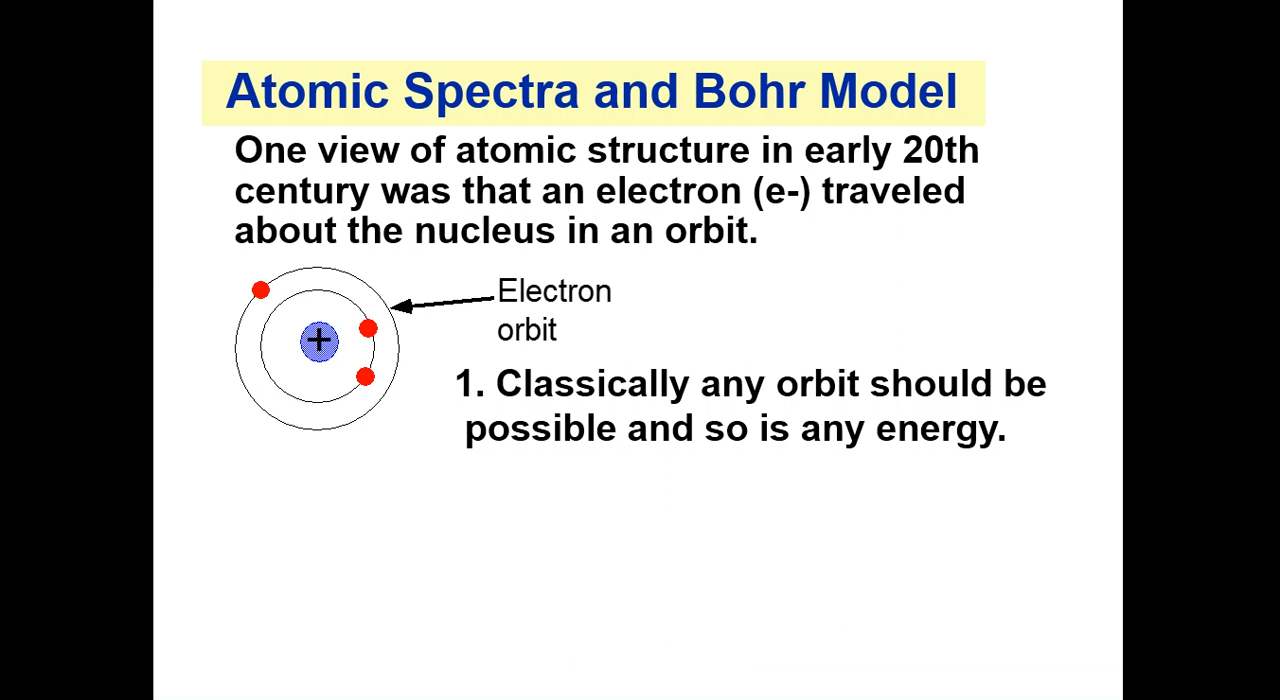 Atomic Spectra and Bohr Model
One view of atomic structure in early 20th
century was that an electron (e-) traveled
about the nucleus in an orbit.
+
Electron
orbit
1. Classically any orbit should be
possible and so is any energy.